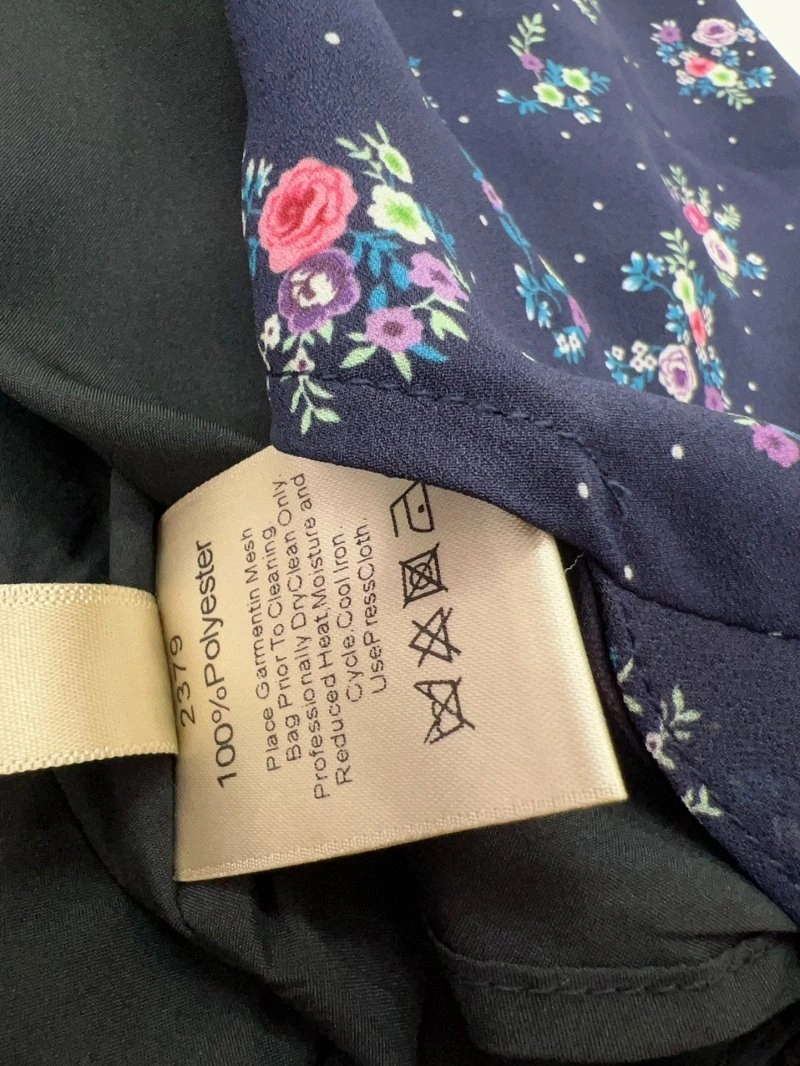 2379
100%Polyester
Place Garmentin Mesh
Bag Prior To Cleaning.
Professionally DryClean Only.
Reduced Heat,Moisture and
Cycle.Cool Iron.
UsePressCloth.